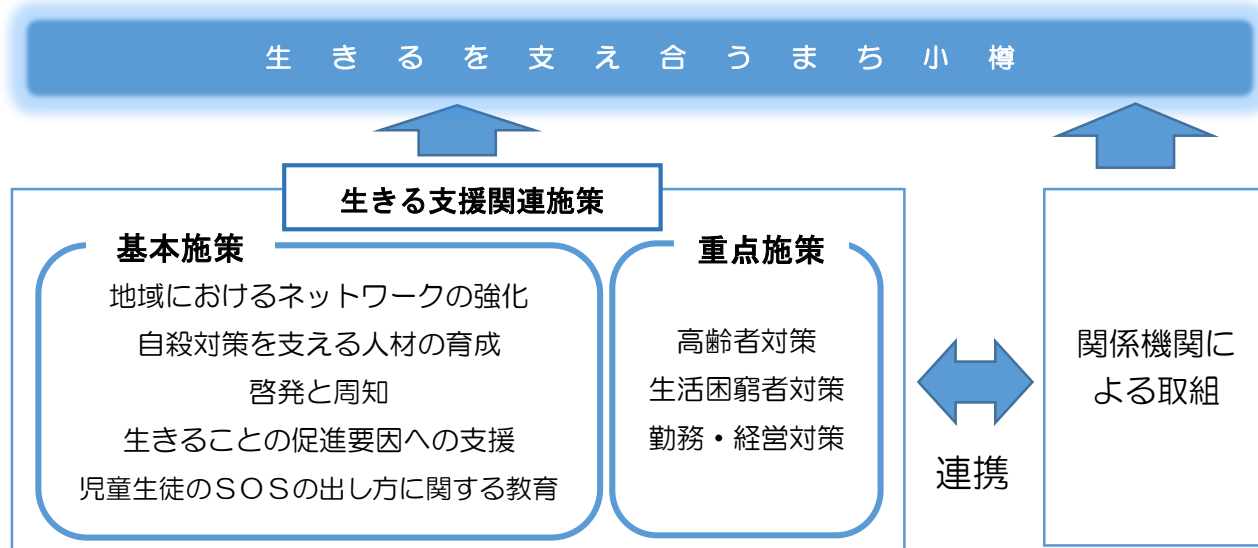 生きるを支え合うまち小樽
生きる支援関連施策
基本施策
地域におけるネットワークの強化
自殺対策を支える人材の育成
啓発と周知
生きることの促進要因への支援
児童生徒のSOSの出し方に関する教育
重点施策
高齢者対策
生活困窮者対策
勤務・経営対策
連携
関係機関に
よる取組